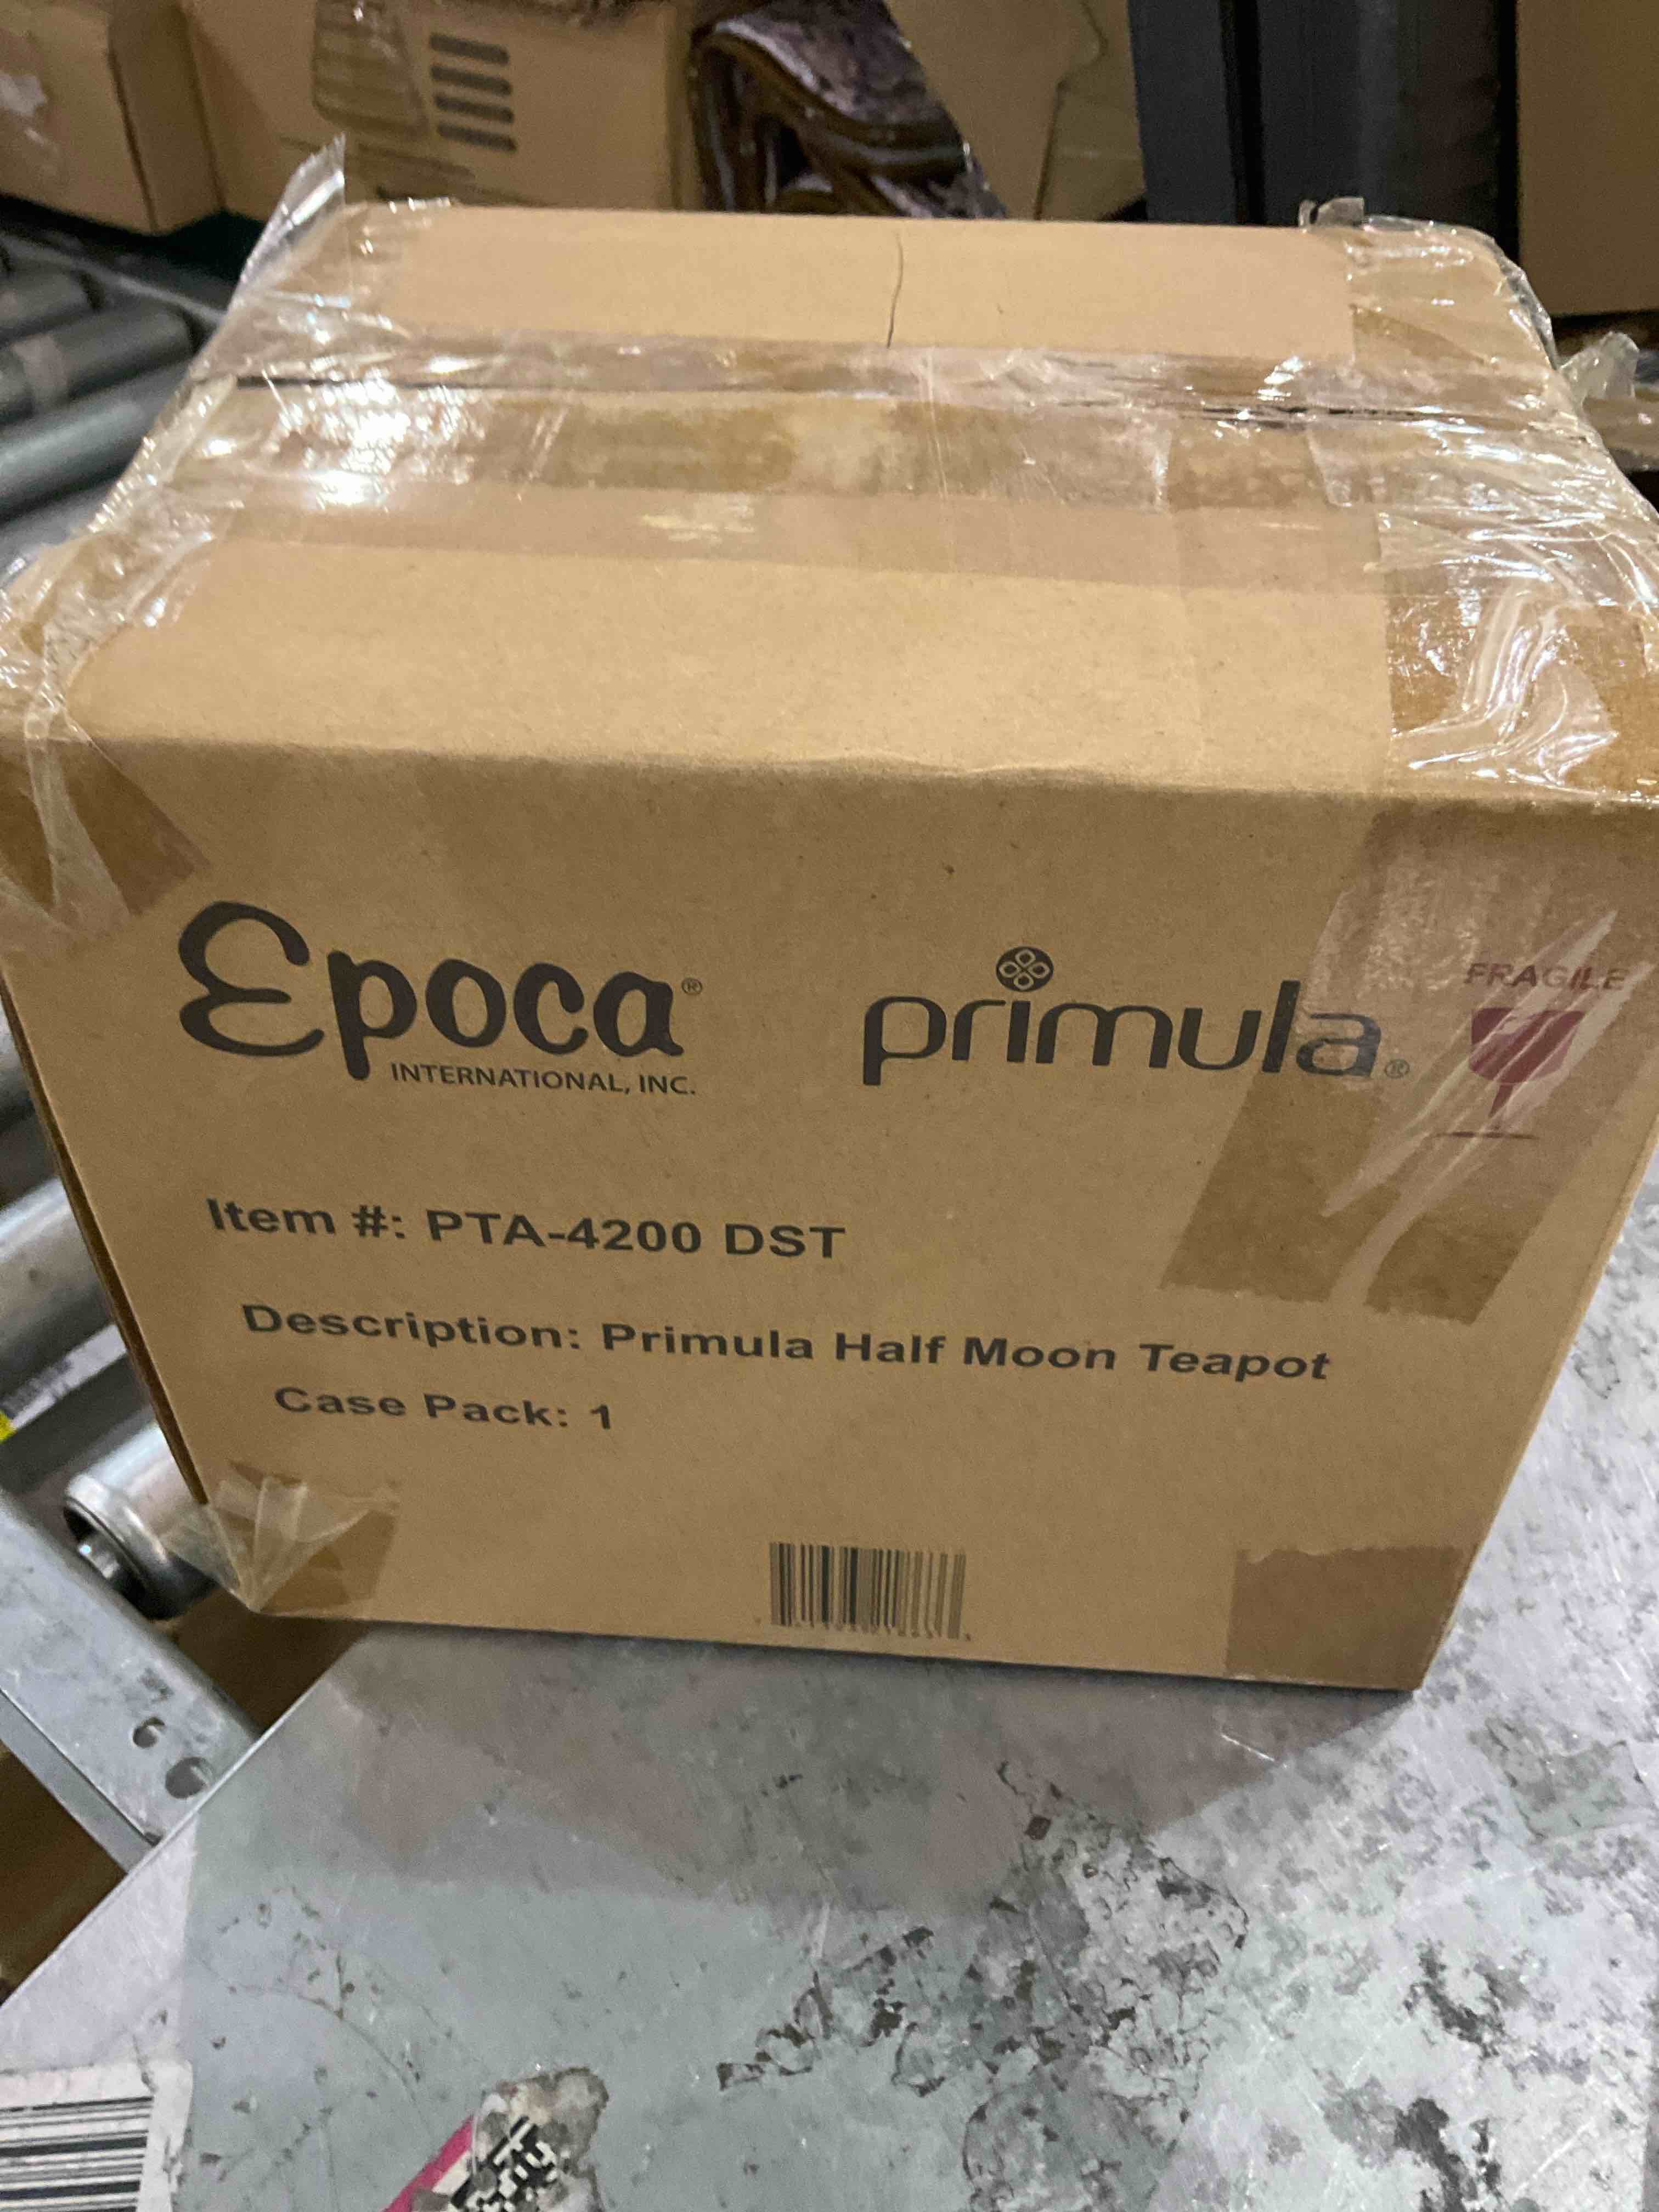 Epoca®
INTERNATIONAL, INC.
primula®
FRAGILE
Item #: PTA-4200 DST
Description: Primula Half Moon Teapot
Case Pack: 1